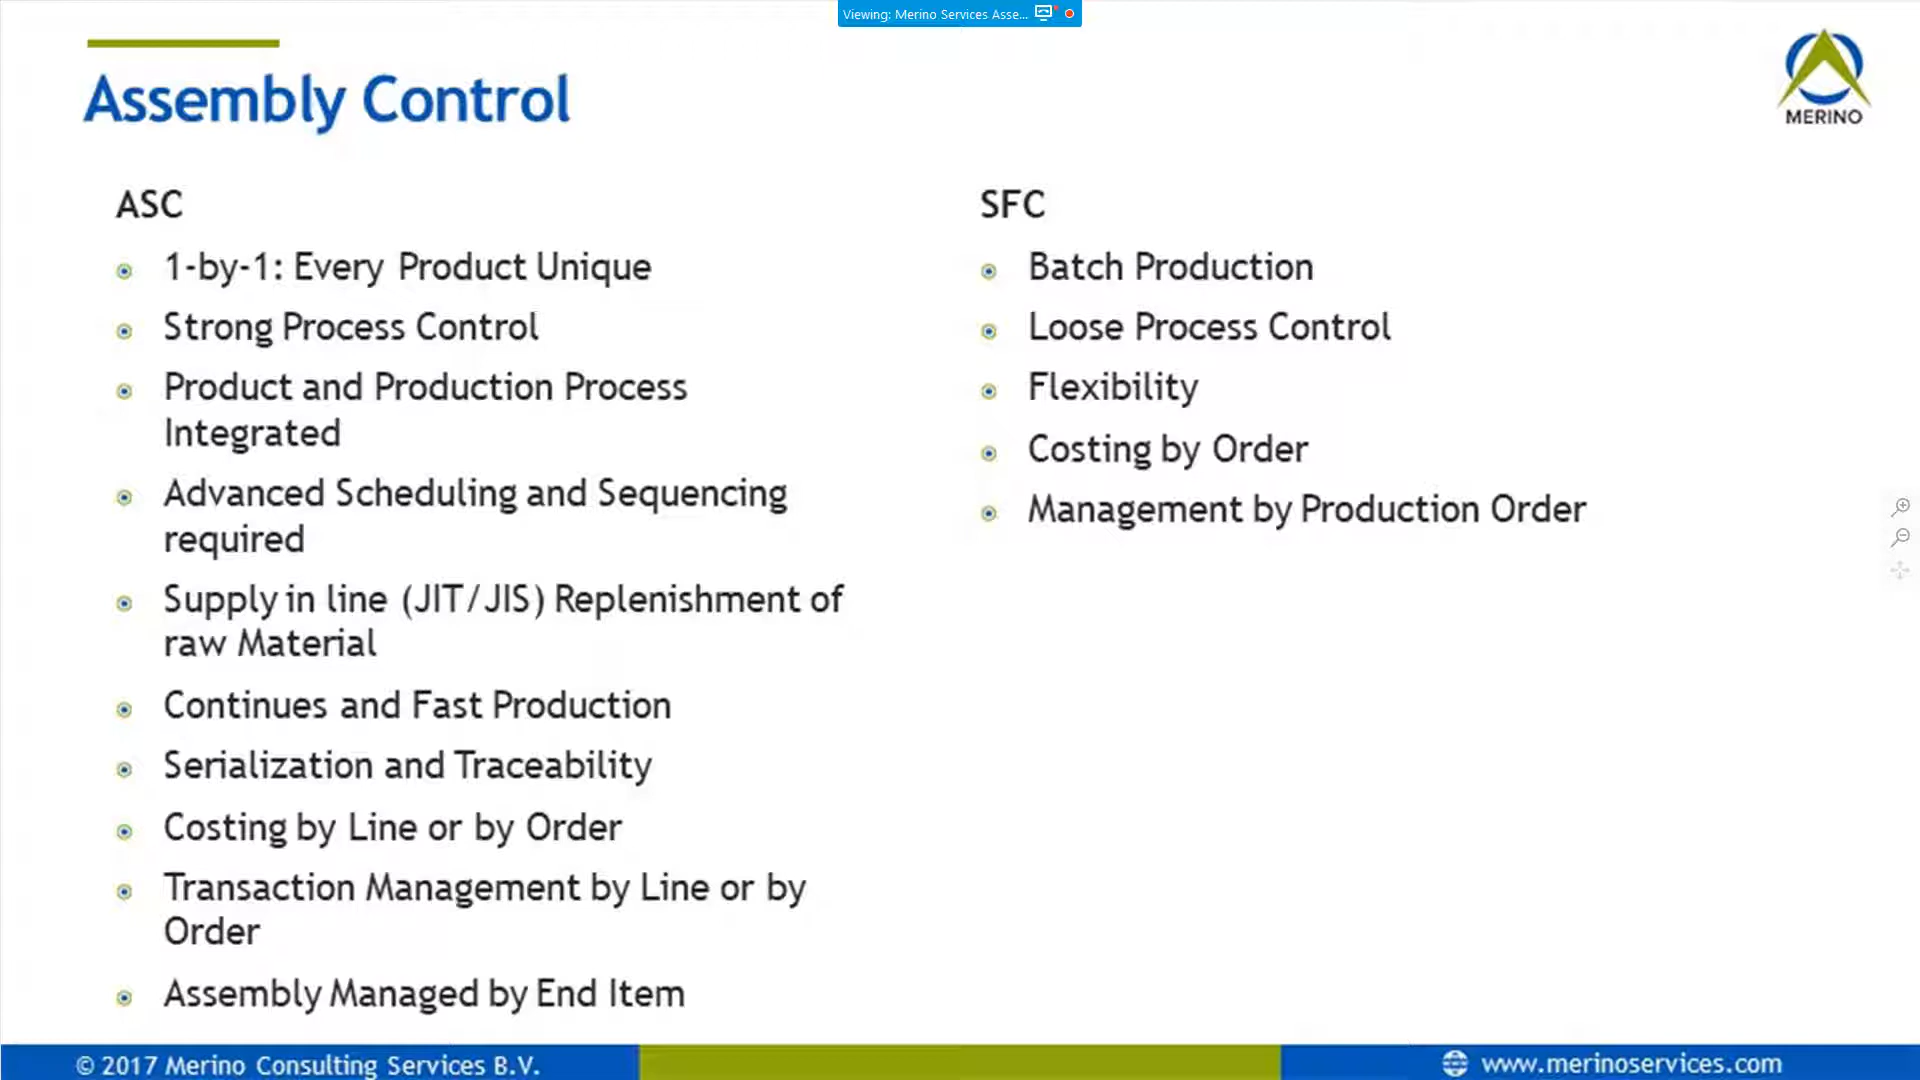 Viewing: Merino Services Asse...
Assembly Control
MERINO
ASC
1-by-1: Every Product Unique
Strong Process Control
Product and Production Process
Integrated
Advanced Scheduling and Sequencing
required
Supply in line (JIT/JIS) Replenishment of
raw Material
Continues and Fast Production
Serialization and Traceability
Costing by Line or by Order
Transaction Management by Line or by
Order
Assembly Managed by End Item
SFC
Batch Production
Loose Process Control
Flexibility
Costing by Order
Management by Production Order
© 2017 Merino Consulting Services B.V.
www.merinoservices.com